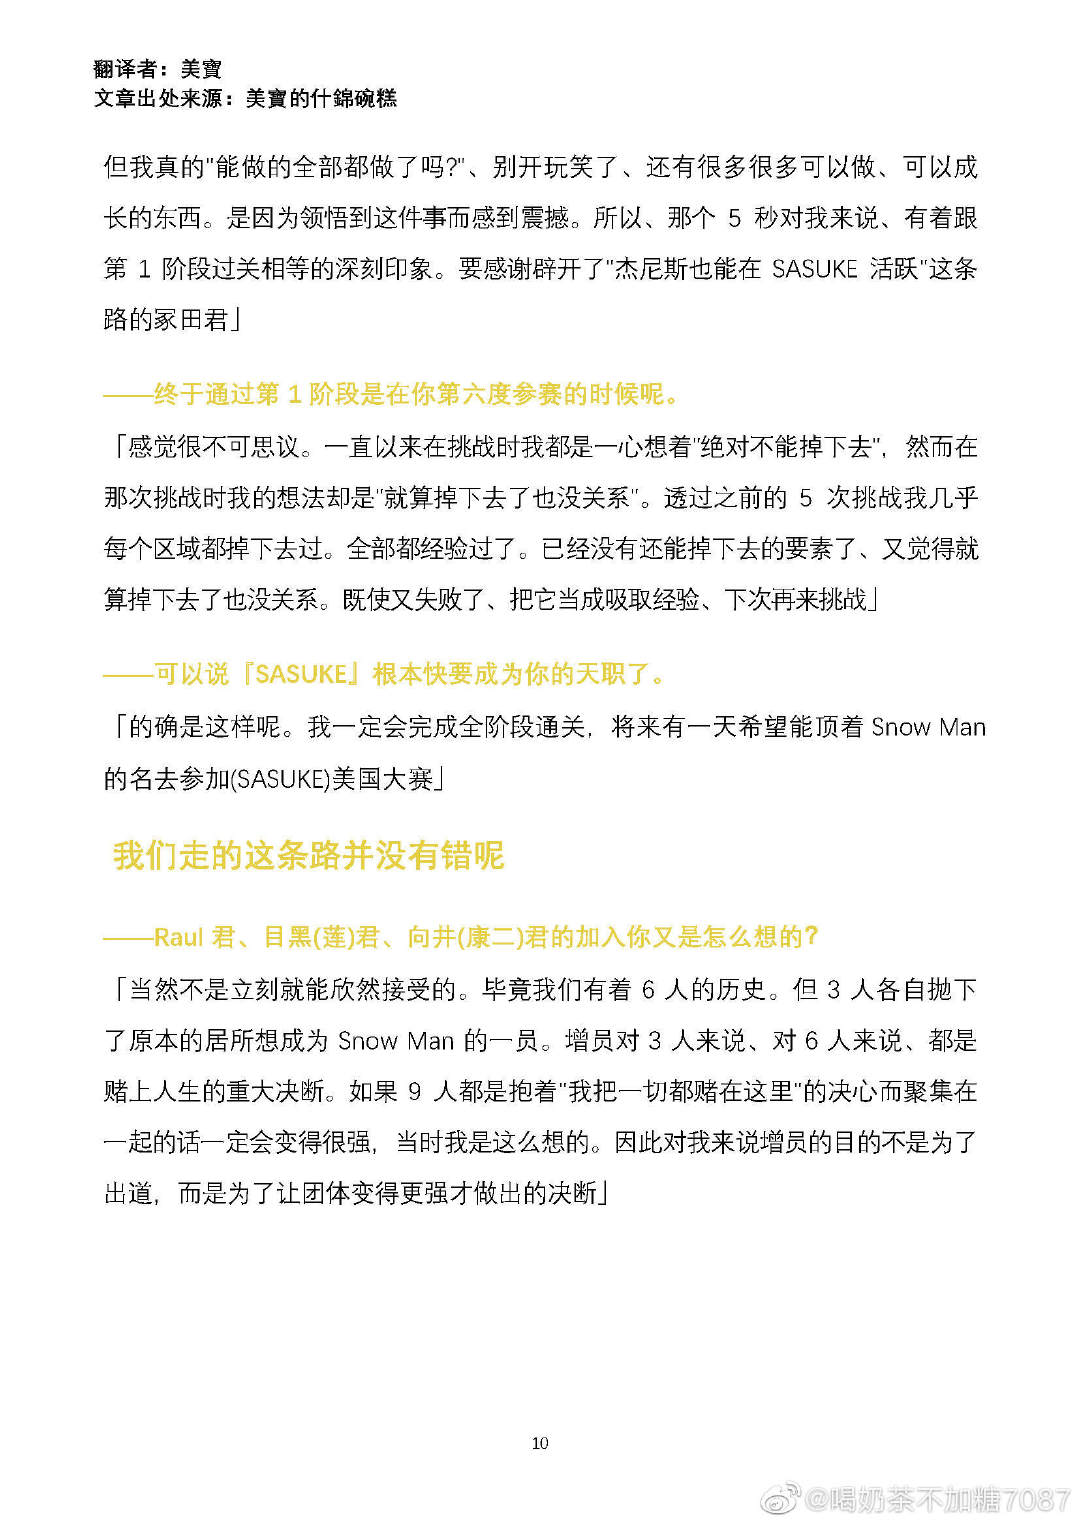 翻译者：美寶
文章出处来源：美寶的什錦碗糕
但我真的"能做的全部都做了吗?"、别开玩笑了、还有很多很多可以做、可以成
长的东西。是因为领悟到这件事而感到震撼。所以、那个 5 秒对我来说、有着跟
第 1 阶段过关相等的深刻印象。要感谢辟开了"杰尼斯也能在 SASUKE 活跃"这条
路的冢田君」
——终于通过第 1 阶段是在你第六度参赛的时候呢。
「感觉很不可思议。一直以来在挑战时我都是一心想着"绝对不能掉下去"，然而在
那次挑战时我的想法却是"就算掉下去了也没关系"。透过之前的 5 次挑战我几乎
每个区域都掉下去过。全部都经验过了。已经没有还能掉下去的要素了、又觉得就
算掉下去了也没关系。既使又失败了、把它当成吸取经验、下次再来挑战」
——可以说『SASUKE』根本快要成为你的天职了。
「的确是这样呢。我一定会完成全阶段通关，将来有一天希望能顶着 Snow Man
的名去参加(SASUKE)美国大赛」
我们走的这条路并没有错呢
——Raul 君、目黑(莲)君、向井(康二)君的加入你又是怎么想的？
「当然不是立刻就能欣然接受的。毕竟我们有着 6 人的历史。但 3 人各自抛下
了原本的居所想成为 Snow Man 的一员。增员对 3 人来说、对 6 人来说、都是
赌上人生的重大决断。如果 9 人都是抱着"我把一切都赌在这里"的决心而聚集在
一起的话一定会变得很强，当时我是这么想的。因此对我来说增员的目的不是为了
出道，而是为了让团体变得更强才做出的决断」
10
@喝奶茶不加糖7087